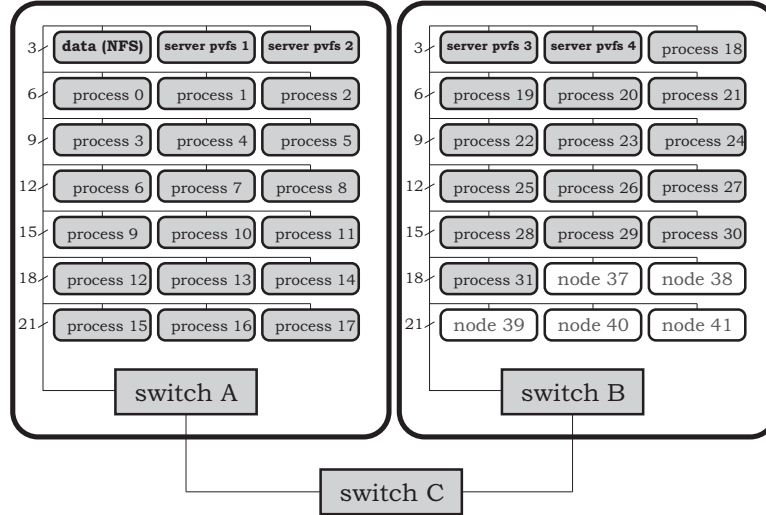 3 data (NFS) server pvfs 1 server pvfs 2
6 process 0 process 1 process 2
9 process 3 process 4 process 5
12 process 6 process 7 process 8
15 process 9 process 10 process 11
18 process 12 process 13 process 14
21 process 15 process 16 process 17
switch A
3 server pvfs 3 server pvfs 4 process 18
6 process 19 process 20 process 21
9 process 22 process 23 process 24
12 process 25 process 26 process 27
15 process 28 process 29 process 30
18 process 31 node 37 node 38
21 node 39 node 40 node 41
switch B
switch C